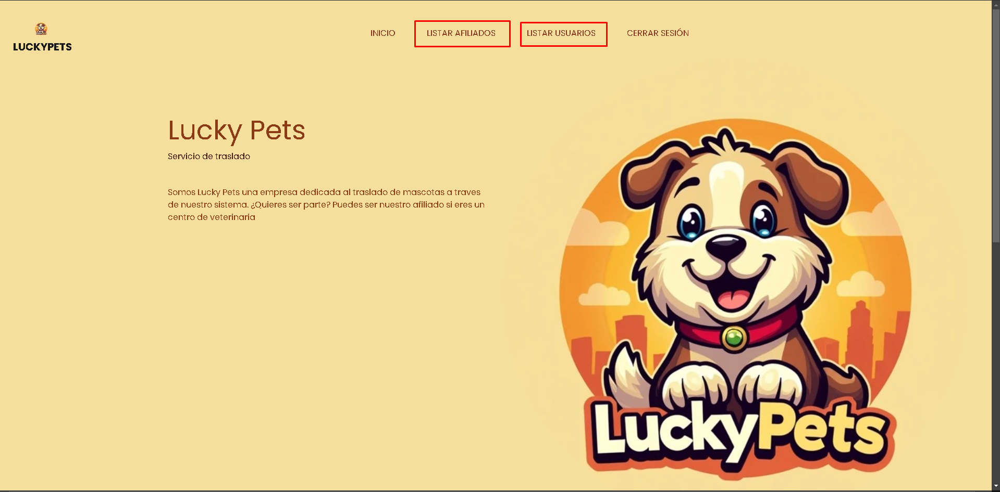 LUCKYPETS
INICIO
LISTAR AFILIADOS
LISTAR USUARIOS
CERRAR SESIÓN
Lucky Pets
Servicio de traslado
Somos Lucky Pets una empresa dedicada al traslado de mascotas a traves
de nuestro sistema. ¿Quieres ser parte? Puedes ser nuestro afiliado si eres un
centro de veterinaria
LuckyPets